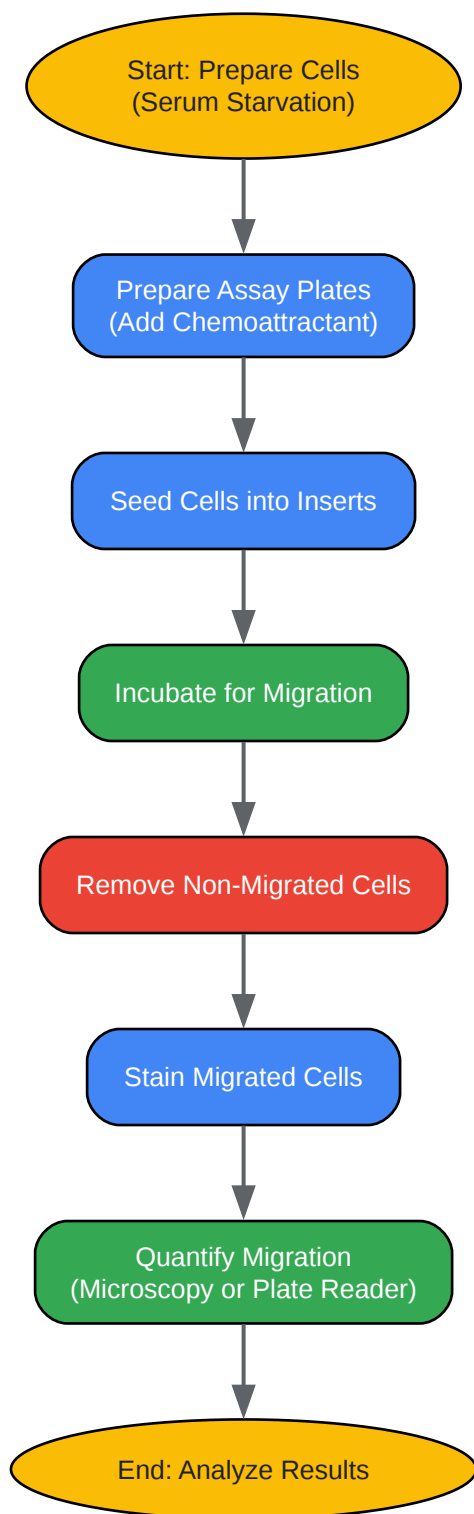 Start: Prepare Cells
(Serum Starvation)
Prepare Assay Plates
(Add Chemoattractant)
Seed Cells into Inserts
Incubate for Migration
Remove Non-Migrated Cells
Stain Migrated Cells
Quantify Migration
(Microscopy or Plate Reader)
End: Analyze Results